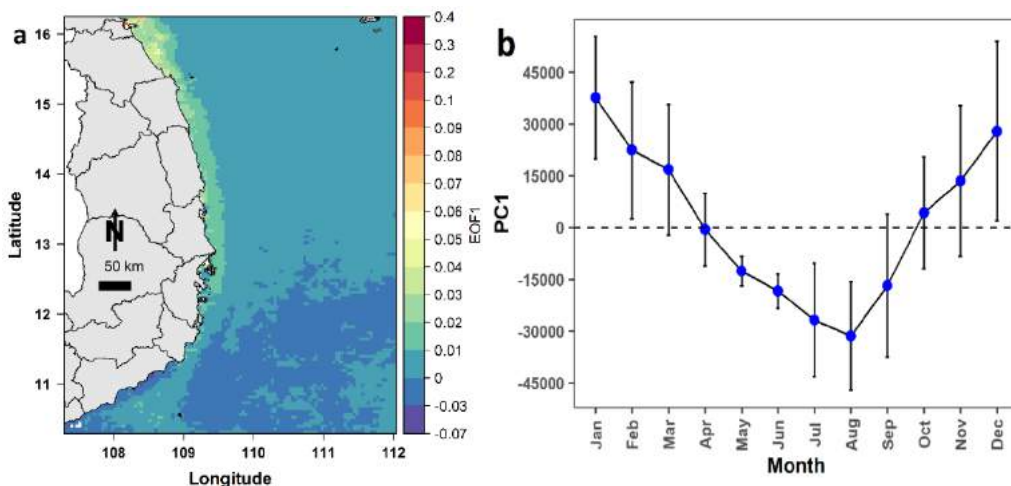 a
16
15
14
13
12
11
Latitude
N
50 km
108
109
110
111
112
Longitude
0.4
0.3
0.2
0.1
0.09
0.08
0.07
0.06
0.05
0.04
0.03
0.02
0.01
0
-0.03
-0.07
EOF1
b
45000
30000
15000
0
-15000
-30000
-45000
PC1
Jan
Feb
Mar
Apr
May
Jun
Jul
Aug
Sep
Oct
Nov
Dec
Month